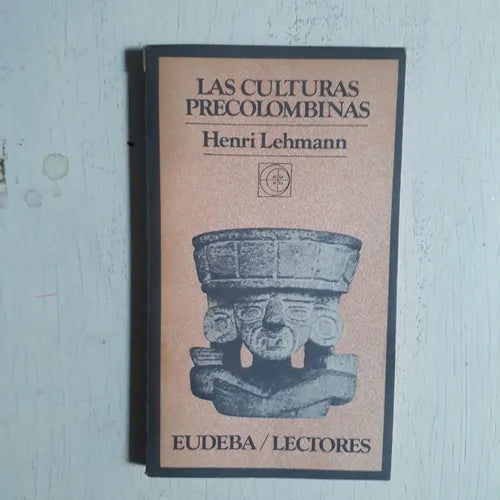 LAS CULTURAS
PRECOLOMBINAS
Henri Lehmann
EUDEBA / LECTORES